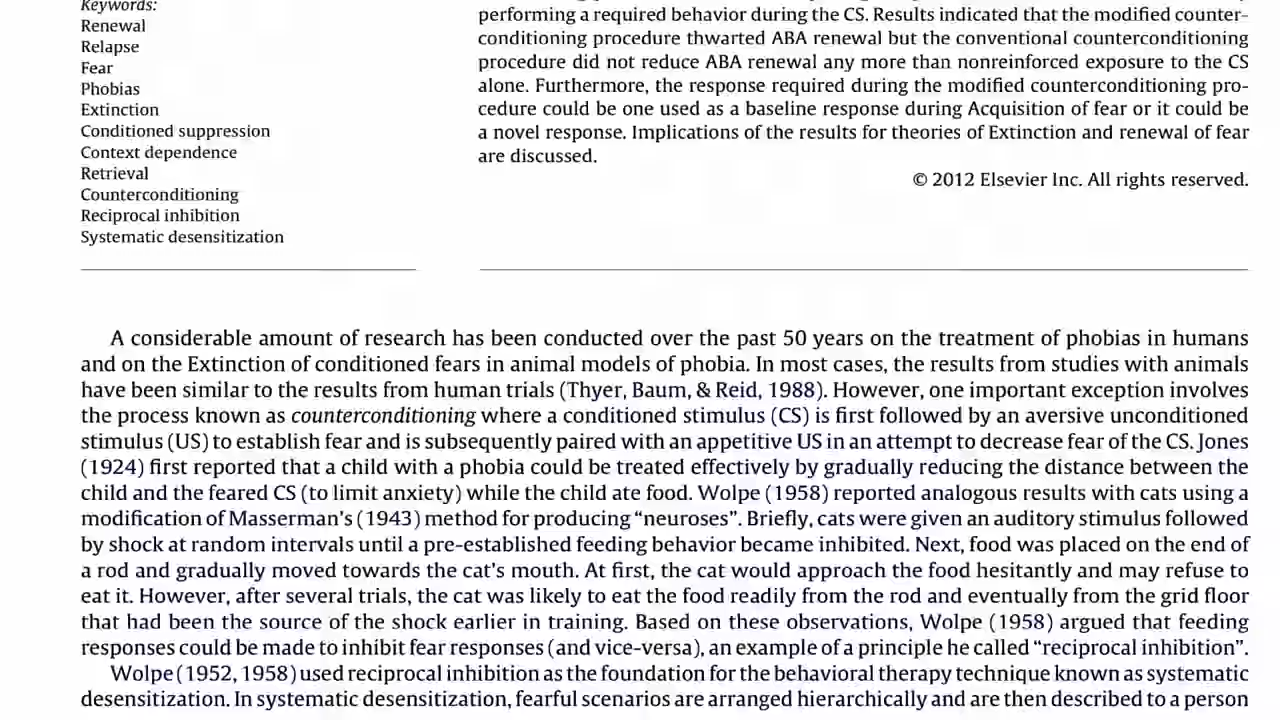 Keywords:
Renewal
Relapse
Fear
Phobias
Extinction
Conditioned suppression
Context dependence
Retrieval
Counterconditioning
Reciprocal inhibition
Systematic desensitization
performing a required behavior during the CS. Results indicated that the modified counter-
conditioning procedure thwarted ABA renewal but the conventional counterconditioning
procedure did not reduce ABA renewal any more than nonreinforced exposure to the CS
alone. Furthermore, the response required during the modified counterconditioning pro-
cedure could be one used as a baseline response during Acquisition of fear or it could be
a novel response. Implications of the results for theories of Extinction and renewal of fear
are discussed.
© 2012 Elsevier Inc. All rights reserved.
A considerable amount of research has been conducted over the past 50 years on the treatment of phobias in humans
and on the Extinction of conditioned fears in animal models of phobia. In most cases, the results from studies with animals
have been similar to the results from human trials (Thyer, Baum, & Reid, 1988). However, one important exception involves
the process known as counterconditioning where a conditioned stimulus (CS) is first followed by an aversive unconditioned
stimulus (US) to establish fear and is subsequently paired with an appetitive US in an attempt to decrease fear of the CS. Jones
(1924) first reported that a child with a phobia could be treated effectively by gradually reducing the distance between the
child and the feared CS (to limit anxiety) while the child ate food. Wolpe (1958) reported analogous results with cats using a
modification of Masserman's (1943) method for producing “neuroses”. Briefly, cats were given an auditory stimulus followed
by shock at random intervals until a pre-established feeding behavior became inhibited. Next, food was placed on the end of
a rod and gradually moved towards the cat's mouth. At first, the cat would approach the food hesitantly and may refuse to
eat it. However, after several trials, the cat was likely to eat the food readily from the rod and eventually from the grid floor
that had been the source of the shock earlier in training. Based on these observations, Wolpe (1958) argued that feeding
responses could be made to inhibit fear responses (and vice-versa), an example of a principle he called “reciprocal inhibition”.
Wolpe (1952, 1958) used reciprocal inhibition as the foundation for the behavioral therapy technique known as systematic
desensitization. In systematic desensitization, fearful scenarios are arranged hierarchically and are then described to a person